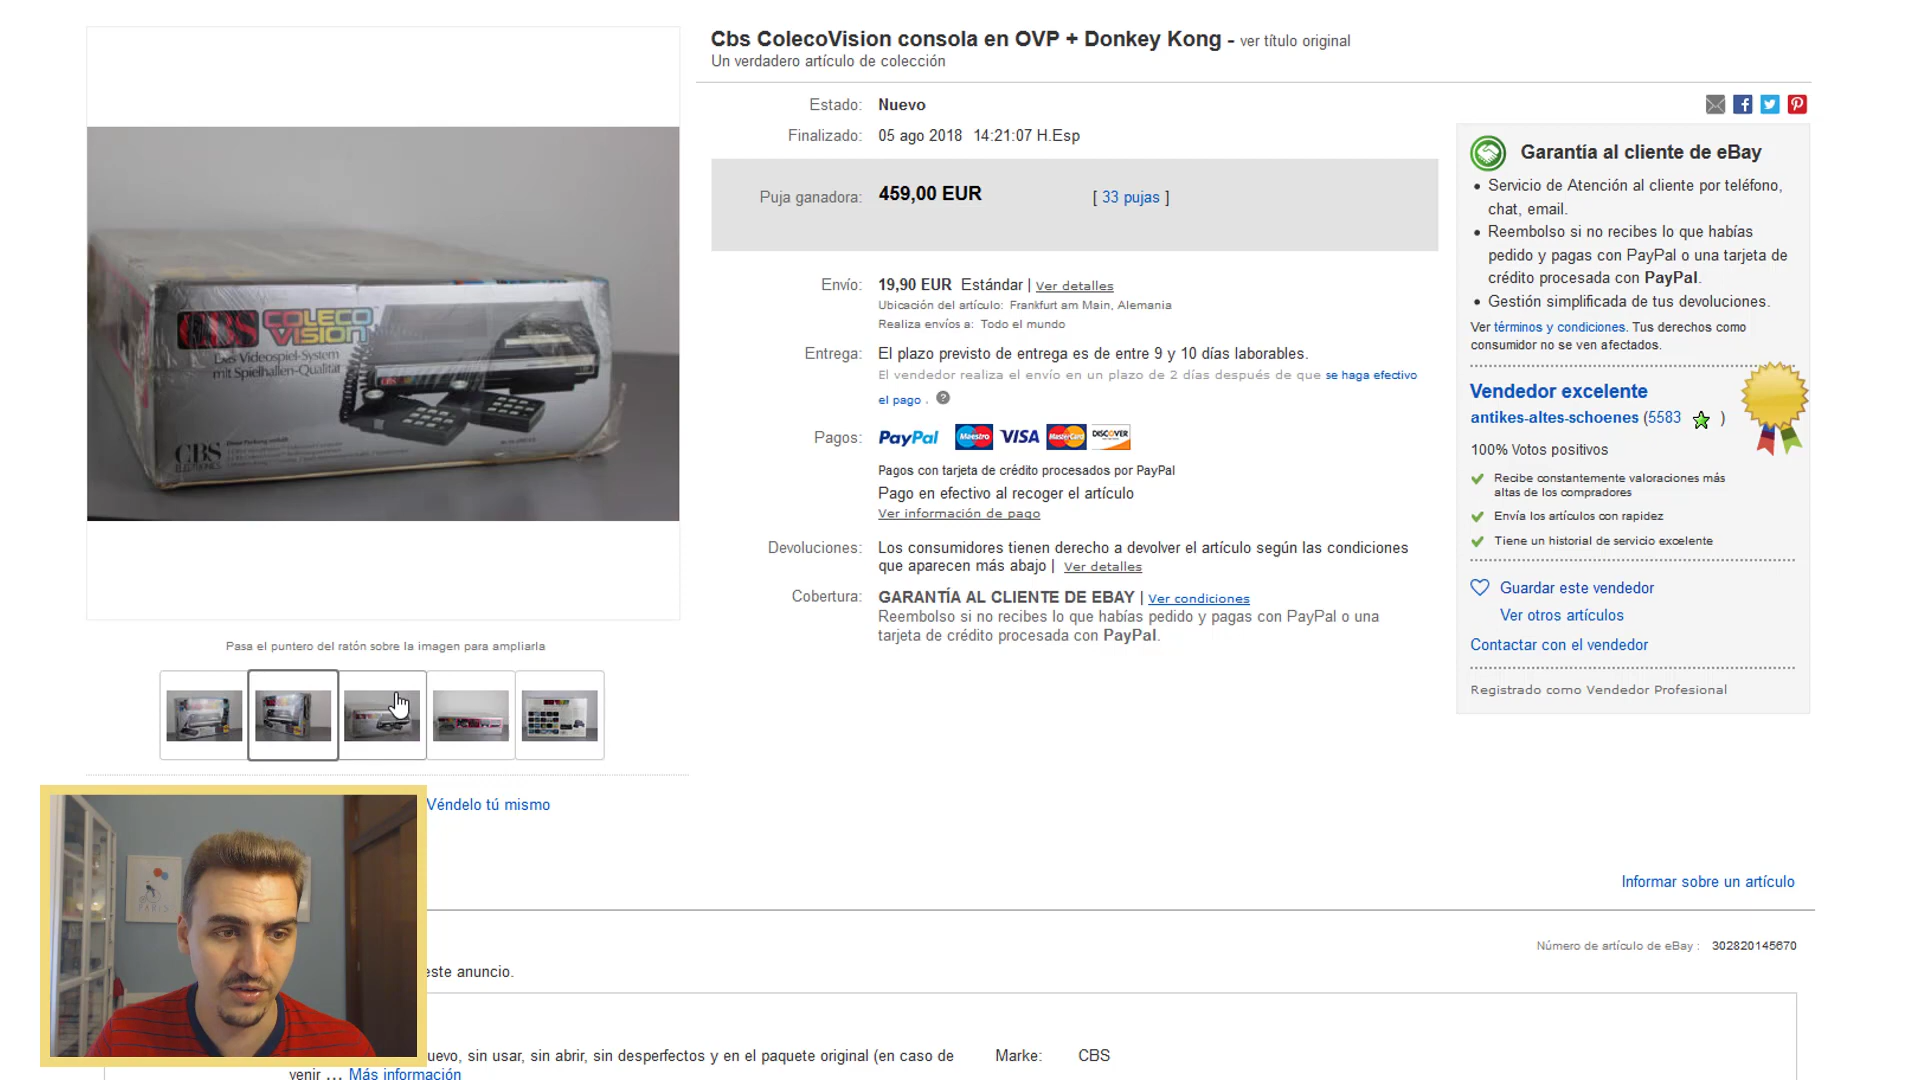 Cbs ColecoVision consola en OVP + Donkey Kong - ver título original
Un verdadero artículo de colección
Estado: Nuevo
Finalizado: 05 ago 2018 14:21:07 H.Esp
Puja ganadora: 459,00 EUR [ 33 pujas ]
Envío: 19,90 EUR Estándar | Ver detalles
Ubicación del artículo: Frankfurt am Main, Alemania
Realiza envíos a: Todo el mundo
Entrega: El plazo previsto de entrega es de entre 9 y 10 días laborables.
El vendedor realiza el envío en un plazo de 2 días después de que se haga efectivo
el pago . ?
Pagos: PayPal Maestro VISA MasterCard DISCOVER
Pagos con tarjeta de crédito procesados por PayPal
Pago en efectivo al recoger el artículo
Ver información de pago
Devoluciones: Los consumidores tienen derecho a devolver el artículo según las condiciones
que aparecen más abajo | Ver detalles
Cobertura: GARANTÍA AL CLIENTE DE EBAY | Ver condiciones
Reembolso si no recibes lo que habías pedido y pagas con PayPal o una
tarjeta de crédito procesada con PayPal.
Garantía al cliente de eBay
• Servicio de Atención al cliente por teléfono,
chat, email.
• Reembolso si no recibes lo que habías
pedido y pagas con PayPal o una tarjeta de
crédito procesada con PayPal.
• Gestión simplificada de tus devoluciones.
Ver términos y condiciones. Tus derechos como
consumidor no se ven afectados.
Vendedor excelente
antikes-altes-schoenes (5583 )
100% Votos positivos
Recibe constantemente valoraciones más
altas de los compradores
Envía los artículos con rapidez
Tiene un historial de servicio excelente
Guardar este vendedor
Ver otros artículos
Contactar con el vendedor
Registrado como Vendedor Profesional
CBS COLECO
VISION
Das Videospiel-System
mit Spielhallen-Qualität
CBS
ELECTRONICS
Pasa el puntero del ratón sobre la imagen para ampliarla
Véndelo tú mismo
Informar sobre un artículo
Número de artículo de eBay : 302820145670
este anuncio.
PARIS
uevo, sin usar, sin abrir, sin desperfectos y en el paquete original (en caso de
venir ... Más información
Marke: CBS